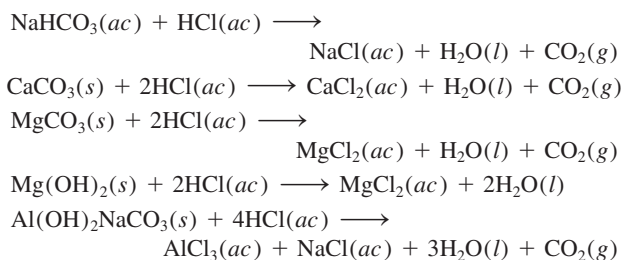 NaHCO₃(ac) + HCl(ac) ⟶
NaCl(ac) + H₂O(l) + CO₂(g)
CaCO₃(s) + 2HCl(ac) ⟶ CaCl₂(ac) + H₂O(l) + CO₂(g)
MgCO₃(s) + 2HCl(ac) ⟶
MgCl₂(ac) + H₂O(l) + CO₂(g)
Mg(OH)₂(s) + 2HCl(ac) ⟶ MgCl₂(ac) + 2H₂O(l)
Al(OH)₂NaCO₃(s) + 4HCl(ac) ⟶
AlCl₃(ac) + NaCl(ac) + 3H₂O(l) + CO₂(g)